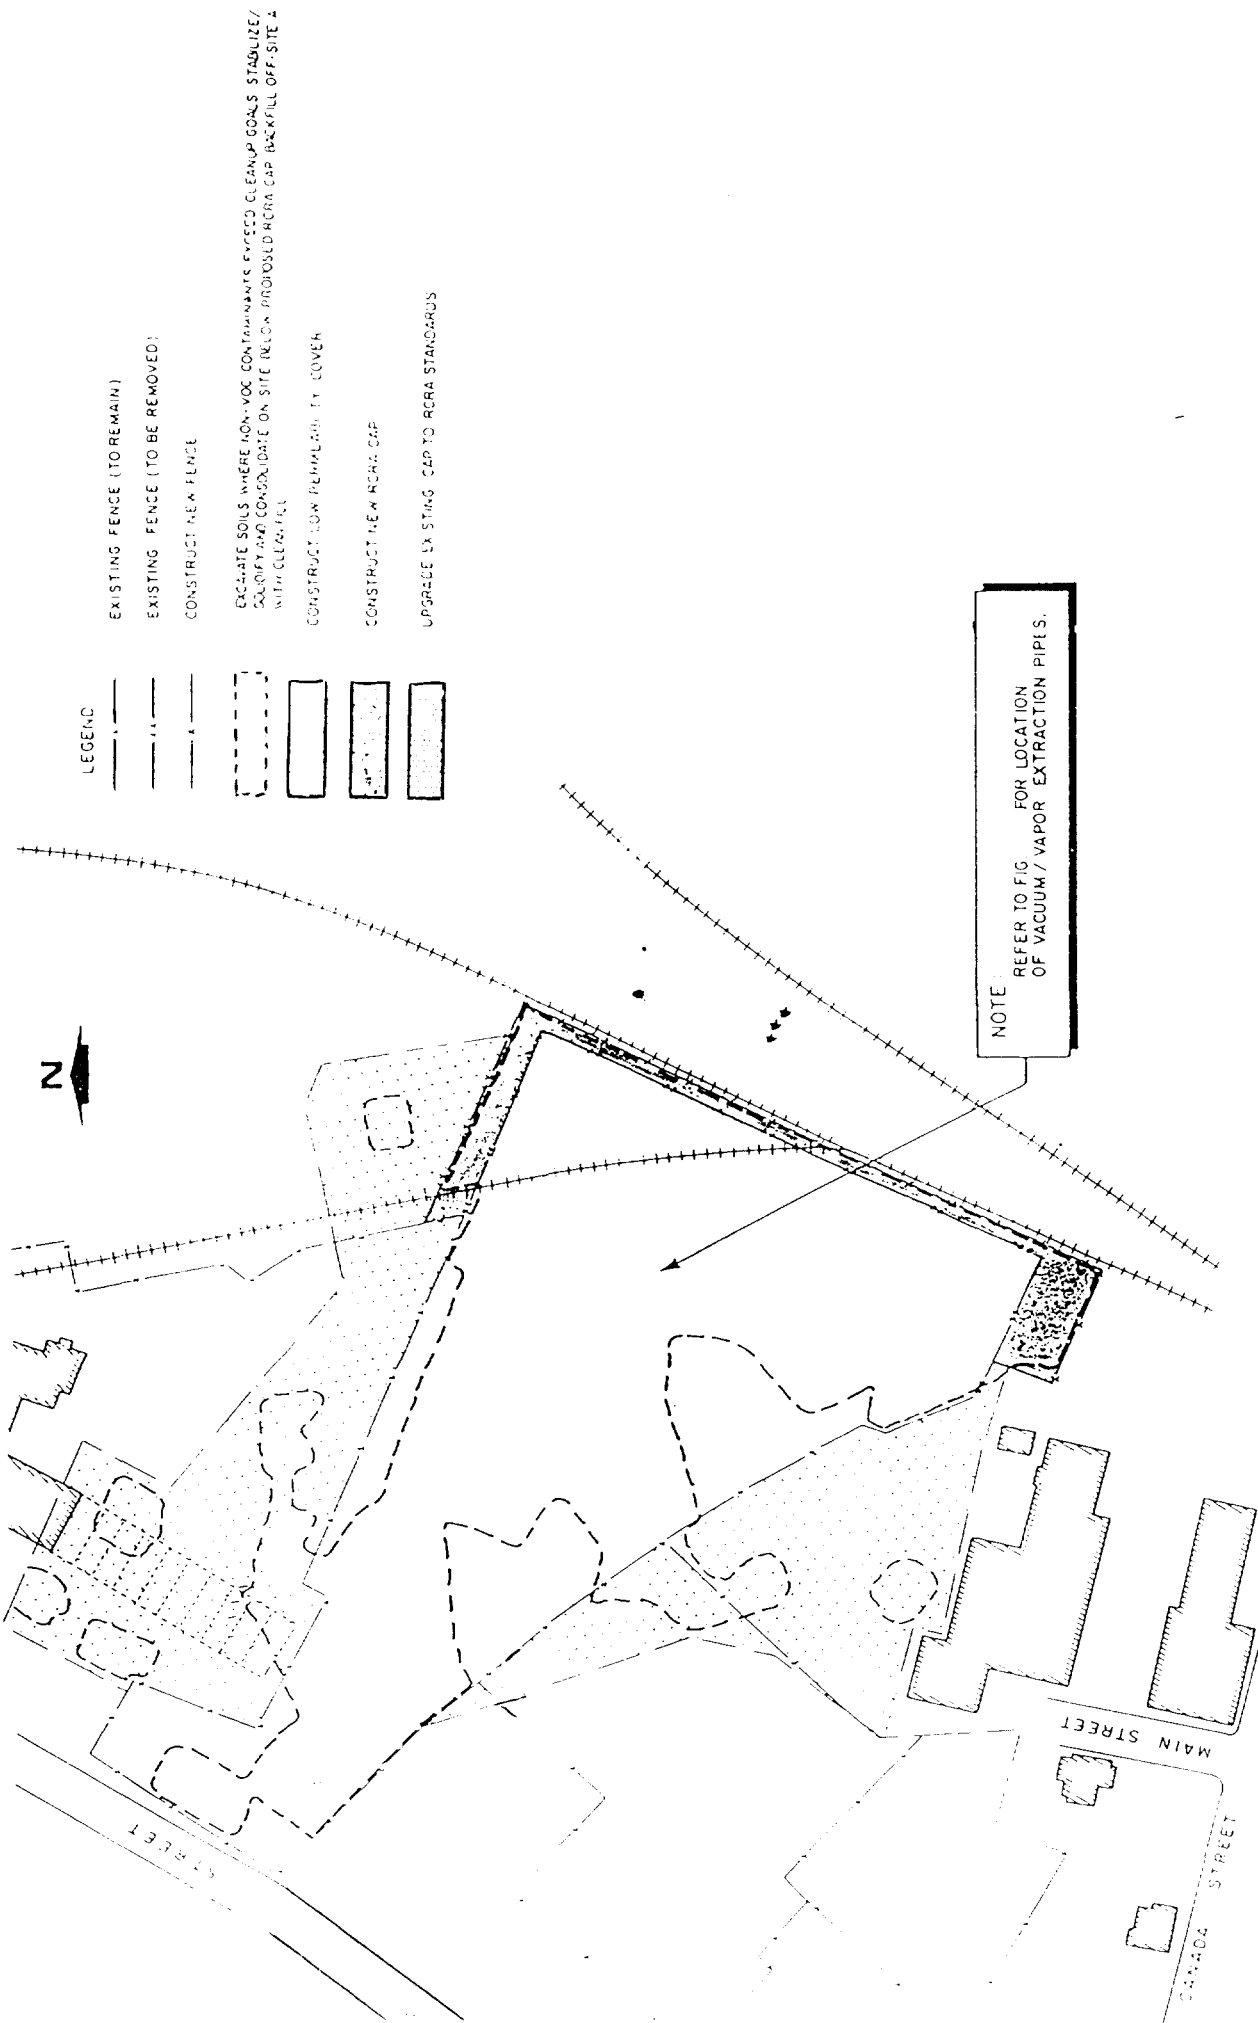 N
LEGEND
EXISTING FENCE (TO REMAIN)
EXISTING FENCE (TO BE REMOVED)
CONSTRUCT NEW FENCE
EXCAVATE SOILS WHERE NON-VOC CONTAMINANTS EXCEED CLEANUP GOALS STABILIZE/
SOLIDIFY AND CONSOLIDATE ON SITE BELOW PROPOSED RCRA CAP BACKFILL OFF-SITE A
WITH CLEAN FILL
CONSTRUCT LOW PERMEABILITY COVER
CONSTRUCT NEW RCRA CAP
UPGRADE EXISTING CAP TO RCRA STANDARDS
NOTE:
REFER TO FIG FOR LOCATION
OF VACUUM / VAPOR EXTRACTION PIPES.
STREET
MAIN STREET
CANADA STREET